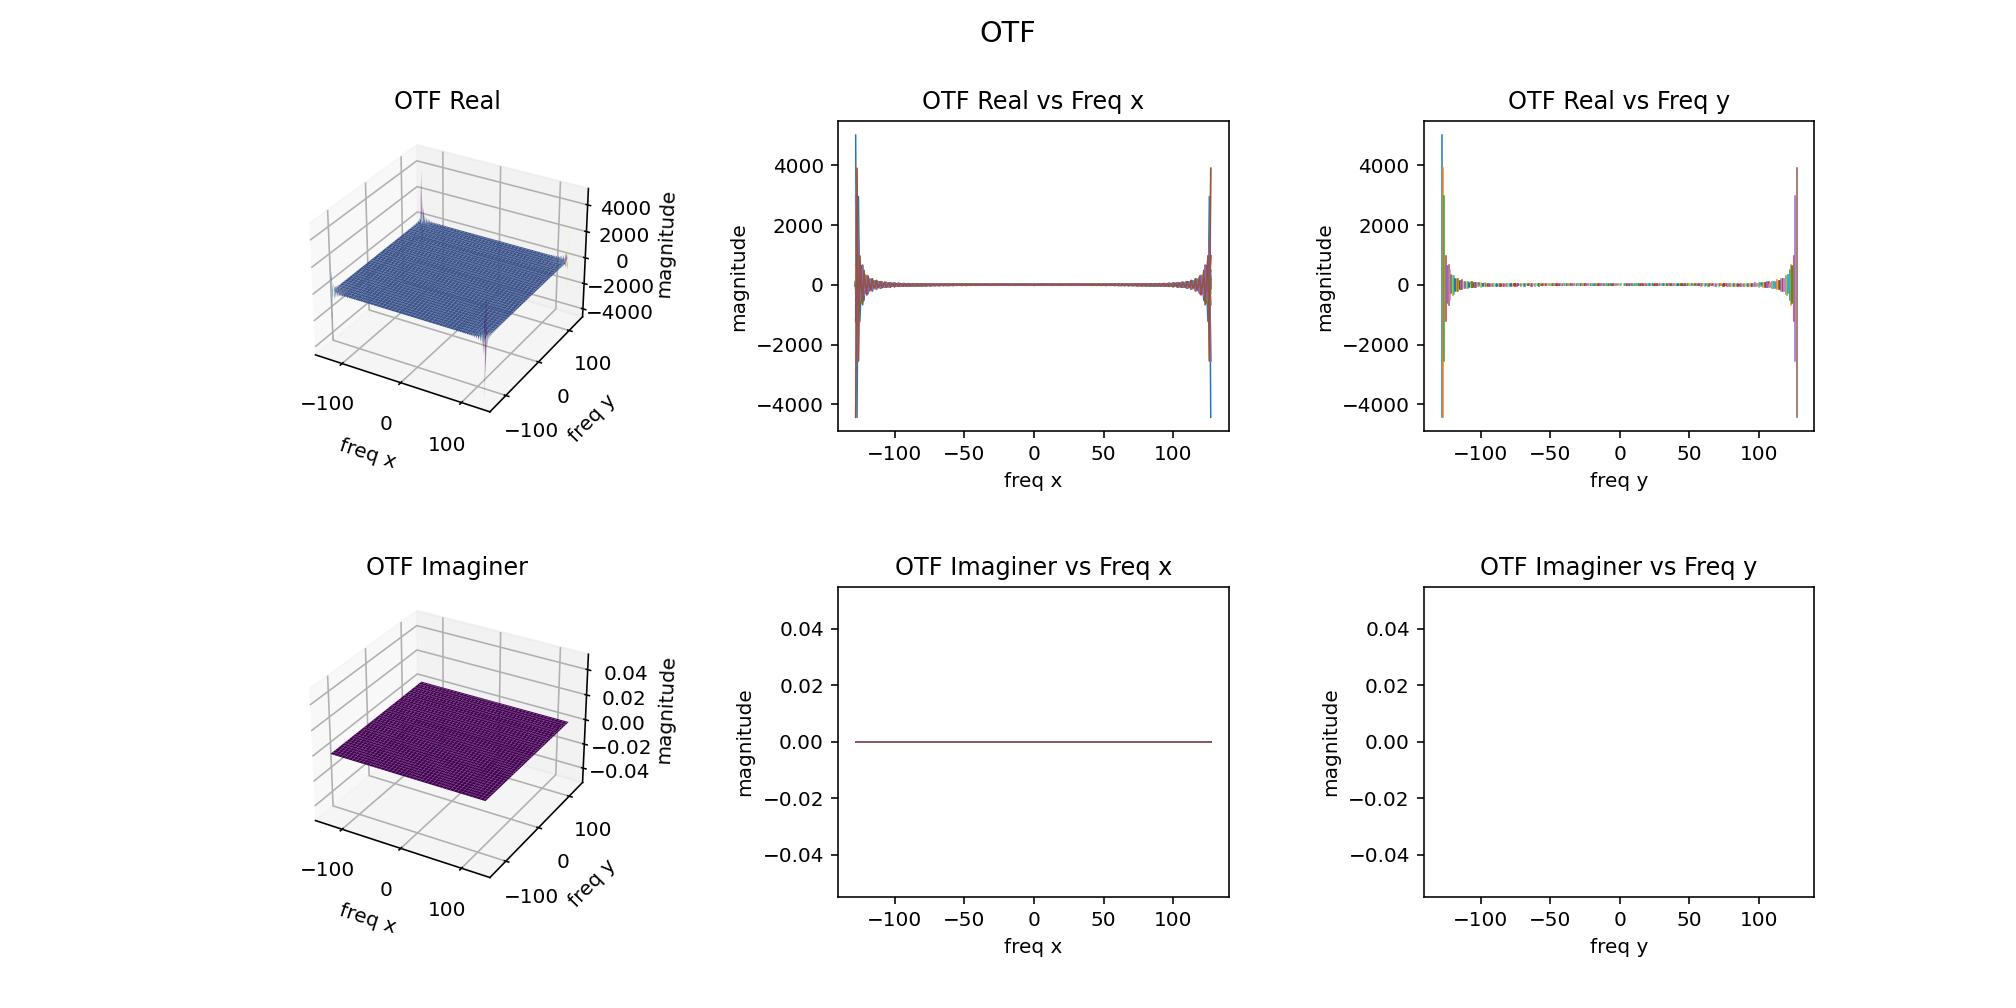 OTF
OTF Real
4000
2000
0
−2000
−4000
magnitude
−100
0
100
freq x
−100
0
100
freq y
OTF Real vs Freq x
4000
2000
0
−2000
−4000
magnitude
−100 −50 0 50 100
freq x
OTF Real vs Freq y
4000
2000
0
−2000
−4000
magnitude
−100 −50 0 50 100
freq y
OTF Imaginer
0.04
0.02
0.00
−0.02
−0.04
magnitude
−100
0
100
freq x
−100
0
100
freq y
OTF Imaginer vs Freq x
0.04
0.02
0.00
−0.02
−0.04
magnitude
−100 −50 0 50 100
freq x
OTF Imaginer vs Freq y
0.04
0.02
0.00
−0.02
−0.04
magnitude
−100 −50 0 50 100
freq y